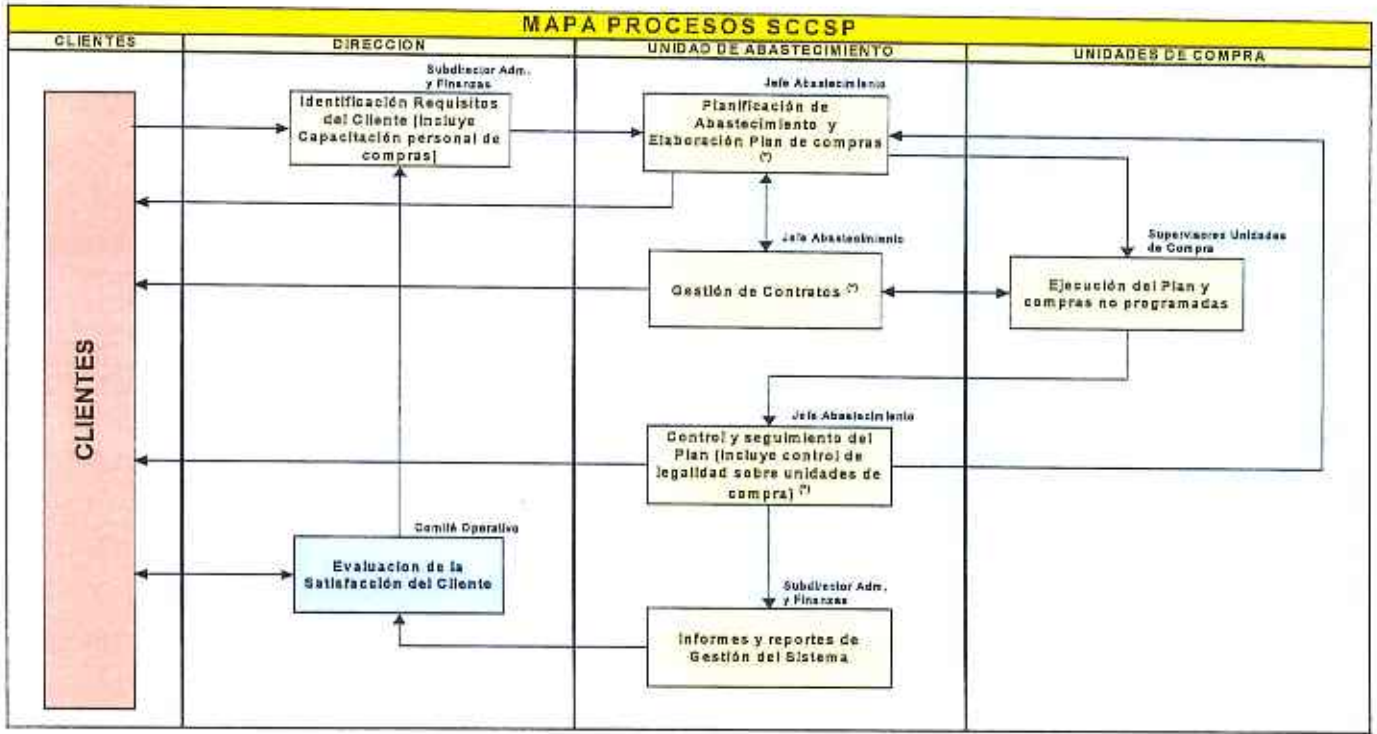 MAPA PROCESOS SCCSP
CLIENTES
DIRECCION
UNIDAD DE ABASTECIMIENTO
UNIDADES DE COMPRA
Subdirector Adm.
y Finanzas
Identificación Requisitos
del Cliente (Incluye
Capacitación personal de
compras)
Jefe Abastecimiento
Planificación de
Abastecimiento y
Elaboración Plan de compras
(*)
Jefe Abastecimiento
Gestión de Contratos (*)
Supervisores Unidades
de Compra
Ejecución del Plan y
compras no programadas
CLIENTES
Jefe Abastecimiento
Control y seguimiento del
Plan (incluye control de
legalidad sobre unidades de
compra) (*)
Comité Operativo
Evaluacion de la
Satisfacción del Cliente
Subdirector Adm.
y Finanzas
Informes y reportes de
Gestión del Sistema